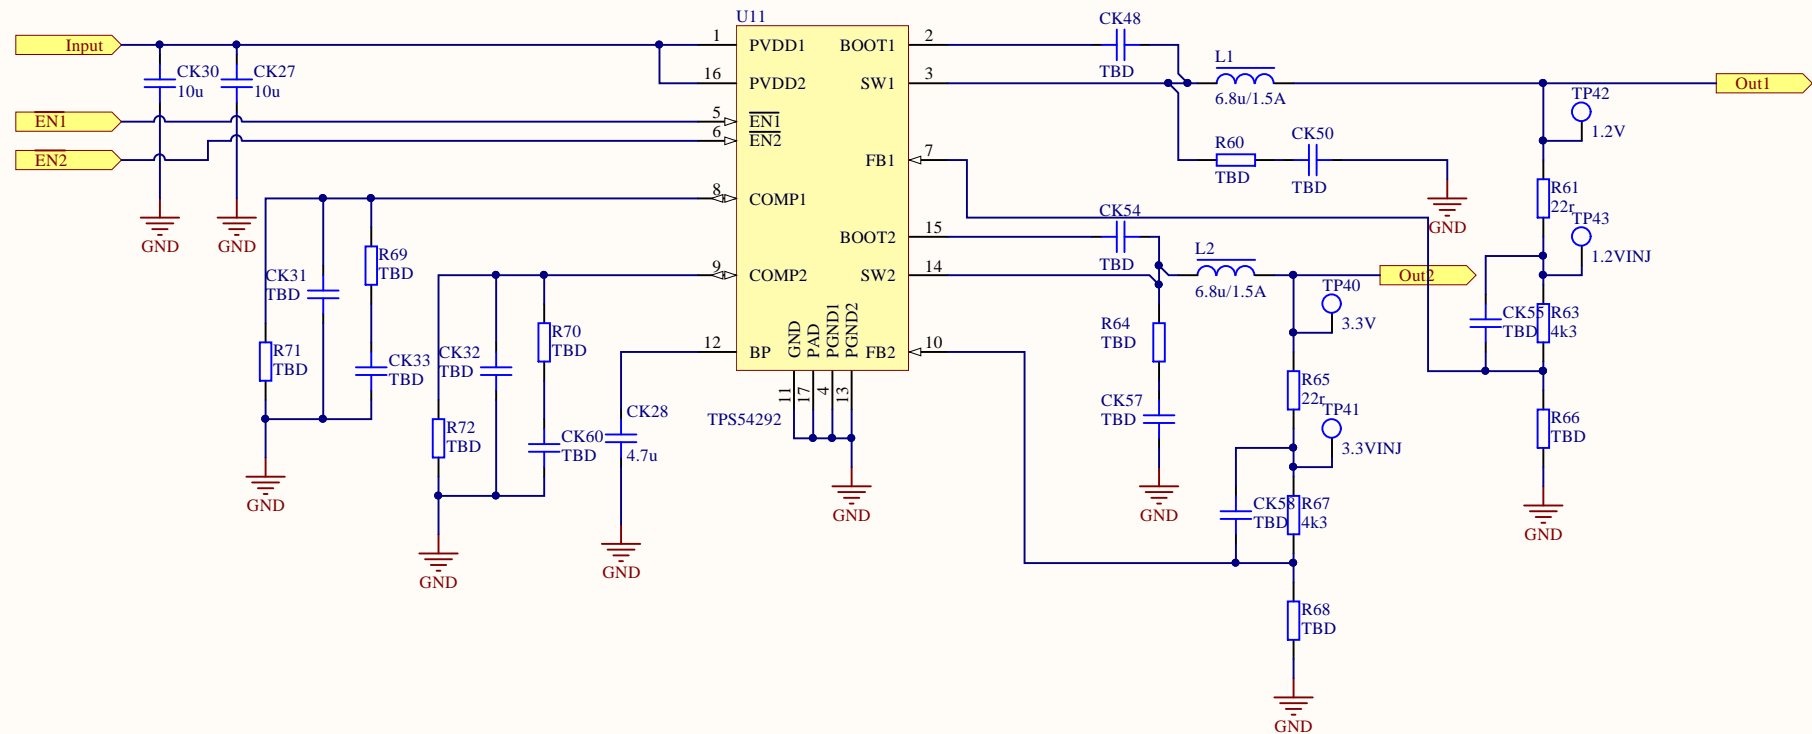 U11
CK48
TBD
L1
6.8u/1.5A
Input
1
PVDD1
BOOT1
2
16
PVDD2
SW1
3
Out1
CK30
10u
CK27
10u
TP42
1.2V
EN1
5
EN1
EN2
6
EN2
FB1
7
R60
TBD
CK50
TBD
GND
R61
22r
TP43
1.2VINJ
GND
GND
8
COMP1
BOOT2
15
CK54
TBD
L2
6.8u/1.5A
9
COMP2
SW2
14
Out2
CK31
TBD
R69
TBD
TP40
3.3V
R71
TBD
CK33
TBD
CK32
TBD
R70
TBD
12
BP
GND
PAD
PGND1
PGND2
FB2
10
R64
TBD
CK55
TBD
R63
4k3
11
17
4
13
TPS54292
CK57
TBD
R65
22r
TP41
3.3VINJ
R66
TBD
R72
TBD
CK60
TBD
CK28
4.7u
GND
GND
GND
GND
GND
GND
CK58
TBD
R67
4k3
GND
R68
TBD
GND